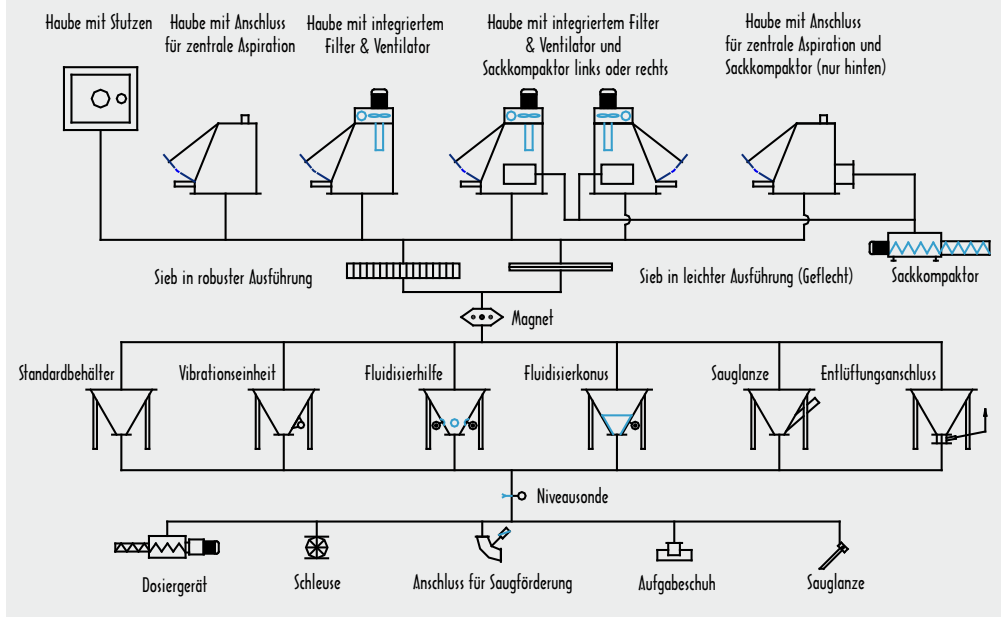 Haube mit Stutzen
Haube mit Anschluss
für zentrale Aspiration
Haube mit integriertem
Filter & Ventilator
Haube mit integriertem Filter
& Ventilator und
Sackkompaktor links oder rechts
Haube mit Anschluss
für zentrale Aspiration und
Sackkompaktor (nur hinten)
Sieb in robuster Ausführung
Sieb in leichter Ausführung (Geflecht)
Sackkompaktor
Magnet
Standardbehälter
Vibrationseinheit
Fluidisierhilfe
Fluidisierkonus
Sauglanze
Entlüftungsanschluss
Niveausonde
Dosiergerät
Schleuse
Anschluss für Saugförderung
Aufgabeschuh
Sauglanze